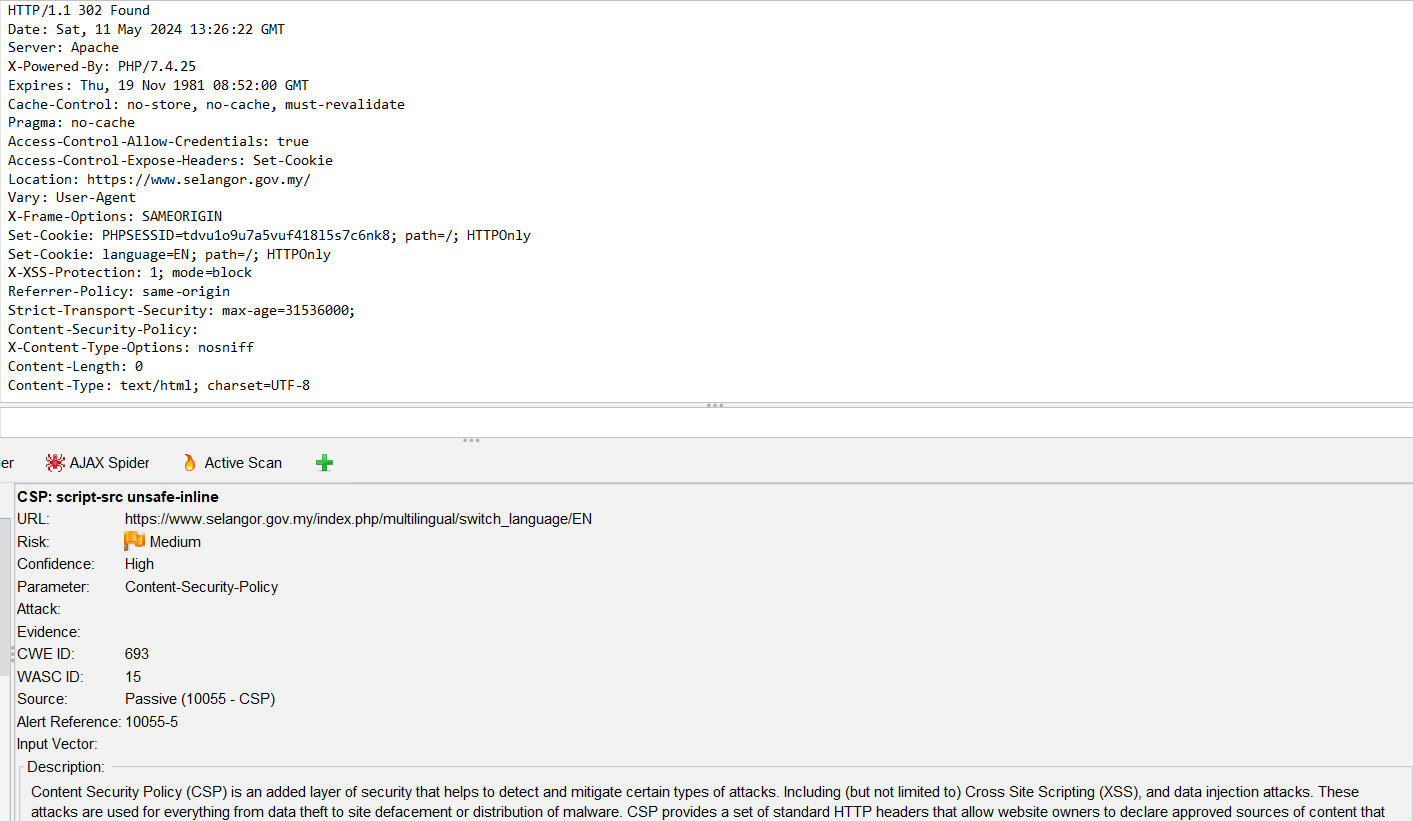 HTTP/1.1 302 Found
Date: Sat, 11 May 2024 13:26:22 GMT
Server: Apache
X-Powered-By: PHP/7.4.25
Expires: Thu, 19 Nov 1981 08:52:00 GMT
Cache-Control: no-store, no-cache, must-revalidate
Pragma: no-cache
Access-Control-Allow-Credentials: true
Access-Control-Expose-Headers: Set-Cookie
Location: https://www.selangor.gov.my/
Vary: User-Agent
X-Frame-Options: SAMEORIGIN
Set-Cookie: PHPSESSID=tdvu1o9u7a5vuf418l5s7c6nk8; path=/; HTTPOnly
Set-Cookie: language=EN; path=/; HTTPOnly
X-XSS-Protection: 1; mode=block
Referrer-Policy: same-origin
Strict-Transport-Security: max-age=31536000;
Content-Security-Policy:
X-Content-Type-Options: nosniff
Content-Length: 0
Content-Type: text/html; charset=UTF-8
er AJAX Spider Active Scan
CSP: script-src unsafe-inline
URL: https://www.selangor.gov.my/index.php/multilingual/switch_language/EN
Risk: Medium
Confidence: High
Parameter: Content-Security-Policy
Attack:
Evidence:
CWE ID: 693
WASC ID: 15
Source: Passive (10055 - CSP)
Alert Reference: 10055-5
Input Vector:
Description:
Content Security Policy (CSP) is an added layer of security that helps to detect and mitigate certain types of attacks. Including (but not limited to) Cross Site Scripting (XSS), and data injection attacks. These
attacks are used for everything from data theft to site defacement or distribution of malware. CSP provides a set of standard HTTP headers that allow website owners to declare approved sources of content that